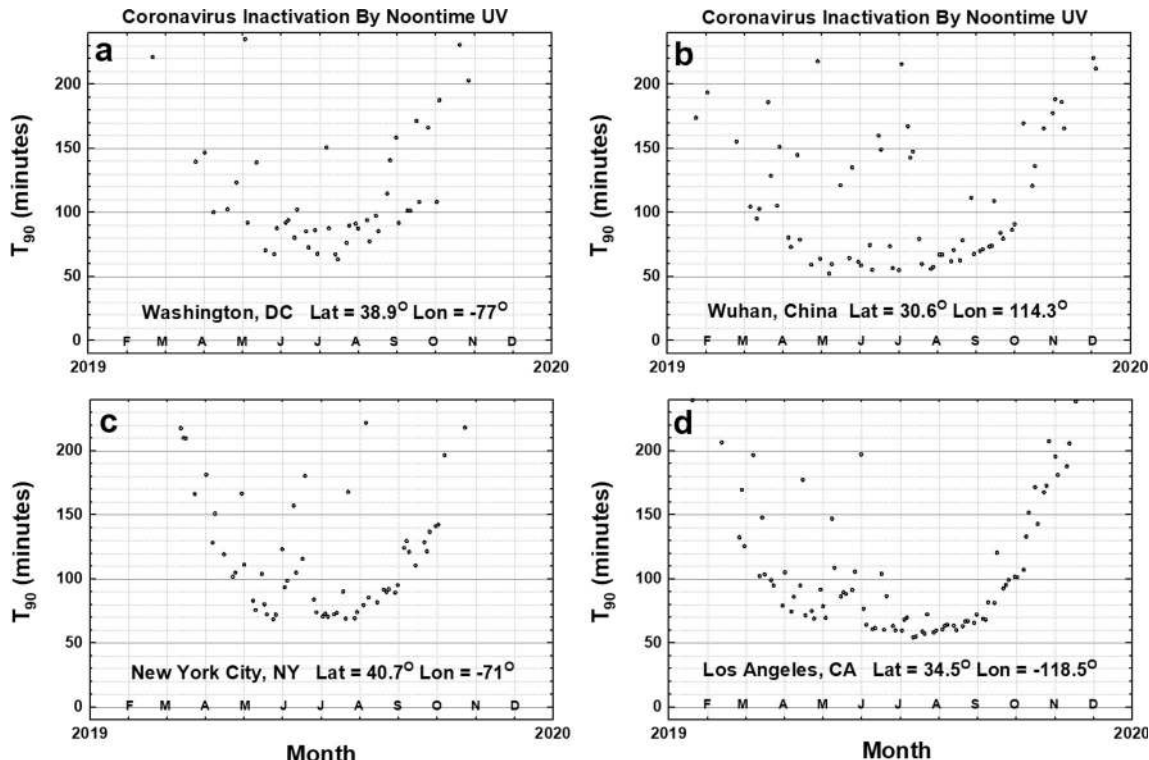 Coronavirus Inactivation By Noontime UV
a
T90 (minutes)
200
150
100
50
0
Washington, DC Lat = 38.9° Lon = -77°
F M A M J J A S O N D
2019 2020
Coronavirus Inactivation By Noontime UV
b
T90 (minutes)
200
150
100
50
0
Wuhan, China Lat = 30.6° Lon = 114.3°
F M A M J J A S O N D
2019 2020
c
T90 (minutes)
200
150
100
50
0
New York City, NY Lat = 40.7° Lon = -71°
F M A M J J A S O N D
2019 2020
Month
d
T90 (minutes)
200
150
100
50
0
Los Angeles, CA Lat = 34.5° Lon = -118.5°
F M A M J J A S O N D
2019 2020
Month